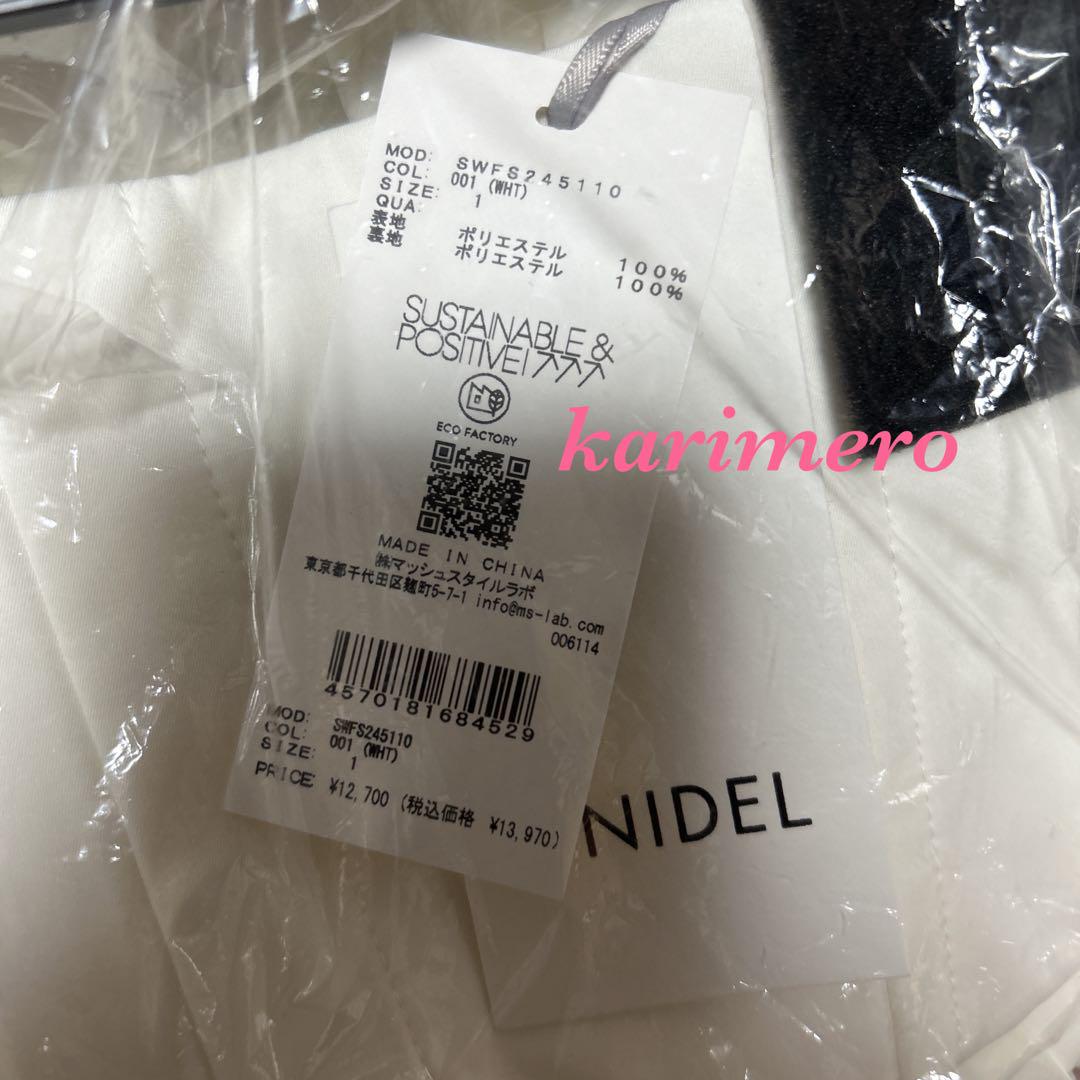 MOD: SWFS245110
COL: 001 (WHT)
SIZE: 1
QUA:
表地 ポリエステル 100%
裏地 ポリエステル 100%
SUSTAINABLE &
POSITIVE!
ECO FACTORY
karimero
MADE IN CHINA
㈱マッシュスタイルラボ
東京都千代田区麹町5-7-1 info@ms-lab.com
006114
4570181684529
MOD: SWFS245110
COL: 001 (WHT)
SIZE: 1
PRICE: ¥12,700 (税込価格 ¥13,970)
NIDEL